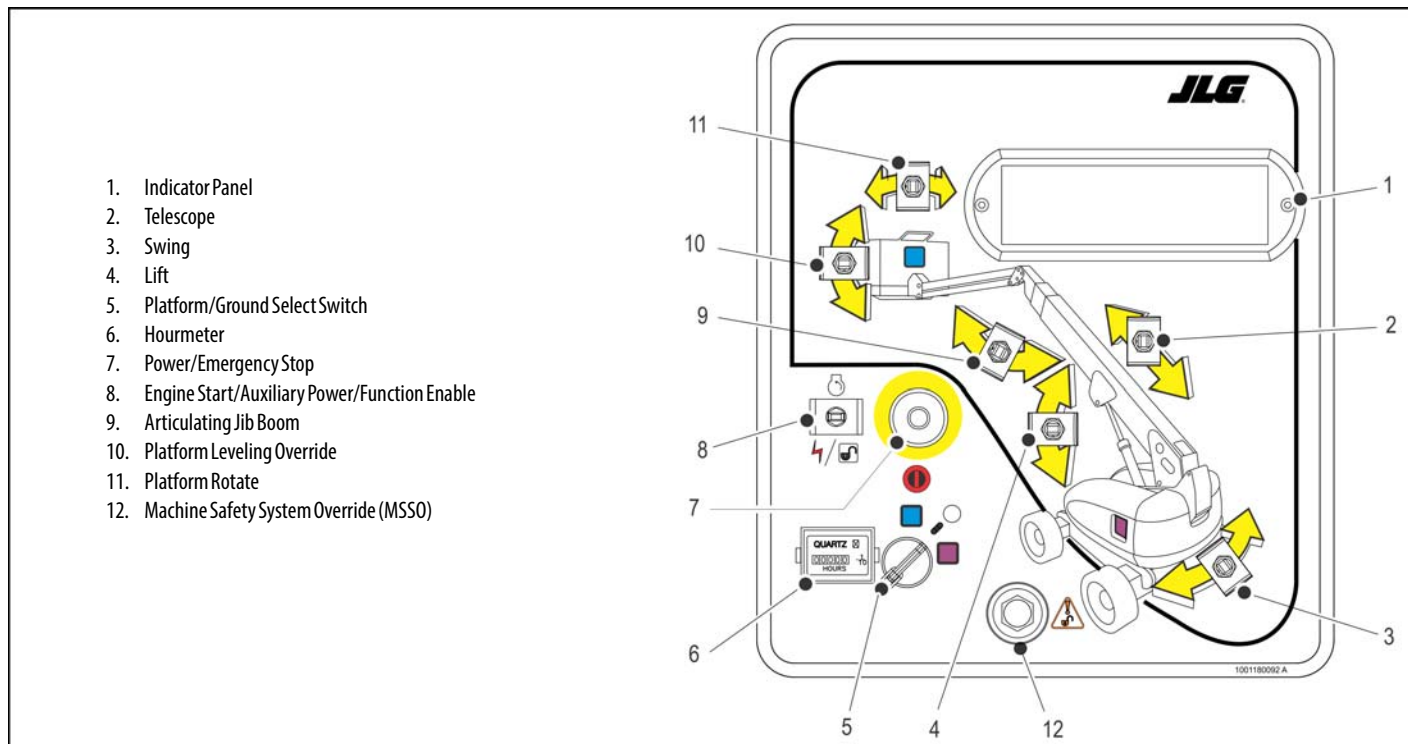 1. Indicator Panel
2. Telescope
3. Swing
4. Lift
5. Platform/Ground Select Switch
6. Hourmeter
7. Power/Emergency Stop
8. Engine Start/Auxiliary Power/Function Enable
9. Articulating Jib Boom
10. Platform Leveling Override
11. Platform Rotate
12. Machine Safety System Override (MSSO)
JLG
11
1
10
9
2
8
7
QUARTZ
HOURS
1/10
6
5
4
12
3
1001180092 A